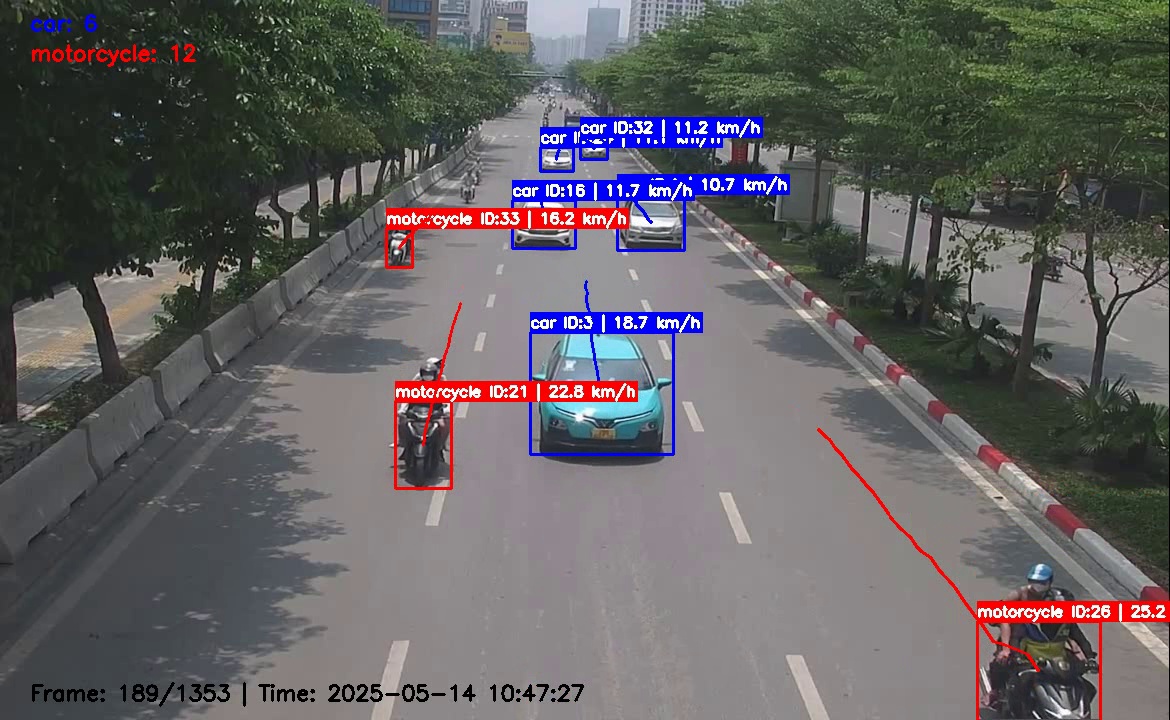 car: 6
motorcycle: 12
car ID:32 | 11.2 km/h
car km/h
car ID:16 | 11.7 km/h
10.7 km/h
motorcycle ID:33 | 16.2 km/h
car ID:3 | 18.7 km/h
motorcycle ID:21 | 22.8 km/h
motorcycle ID:26 | 25.2
Frame: 189/1353 | Time: 2025-05-14 10:47:27